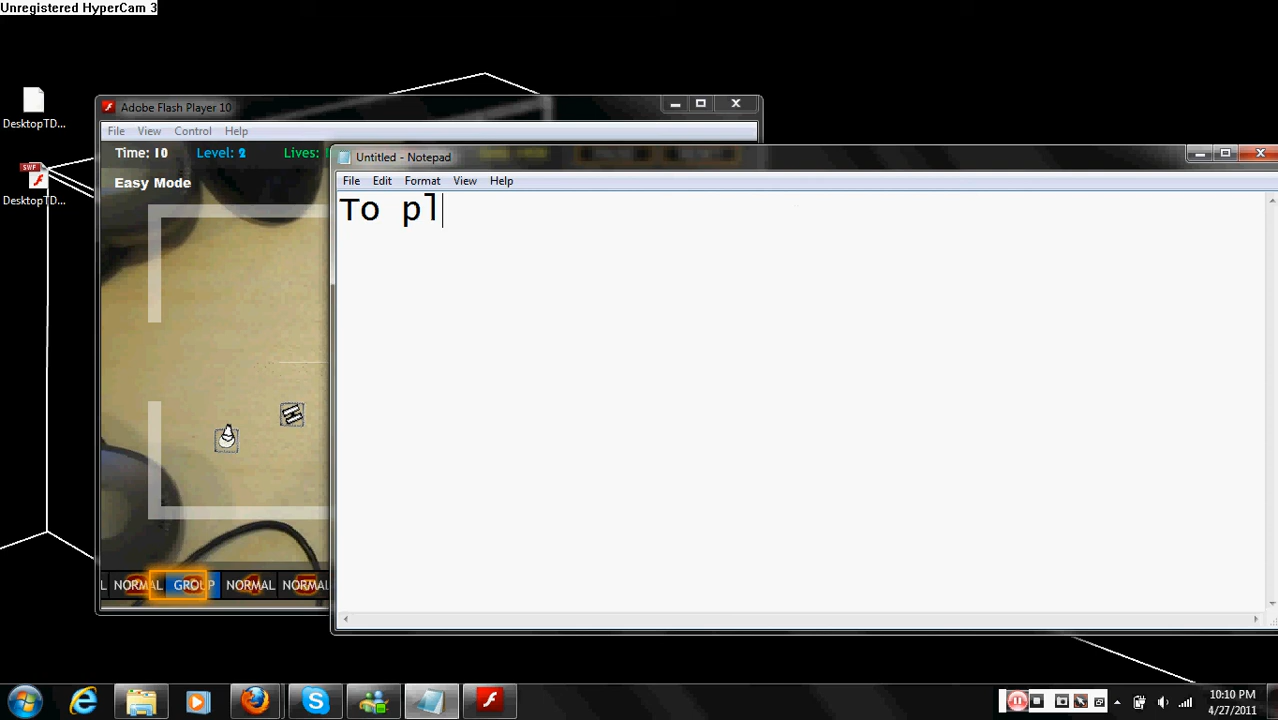 Unregistered HyperCam 3
DesktopTD...
DesktopTD...
SWF
Adobe Flash Player 10
File View Control Help
Time: 10 Level: 2 Lives:
Easy Mode
NORMAL GROUP NORMAL NORMAL
Untitled - Notepad
File Edit Format View Help
To pl
10:10 PM
4/27/2011